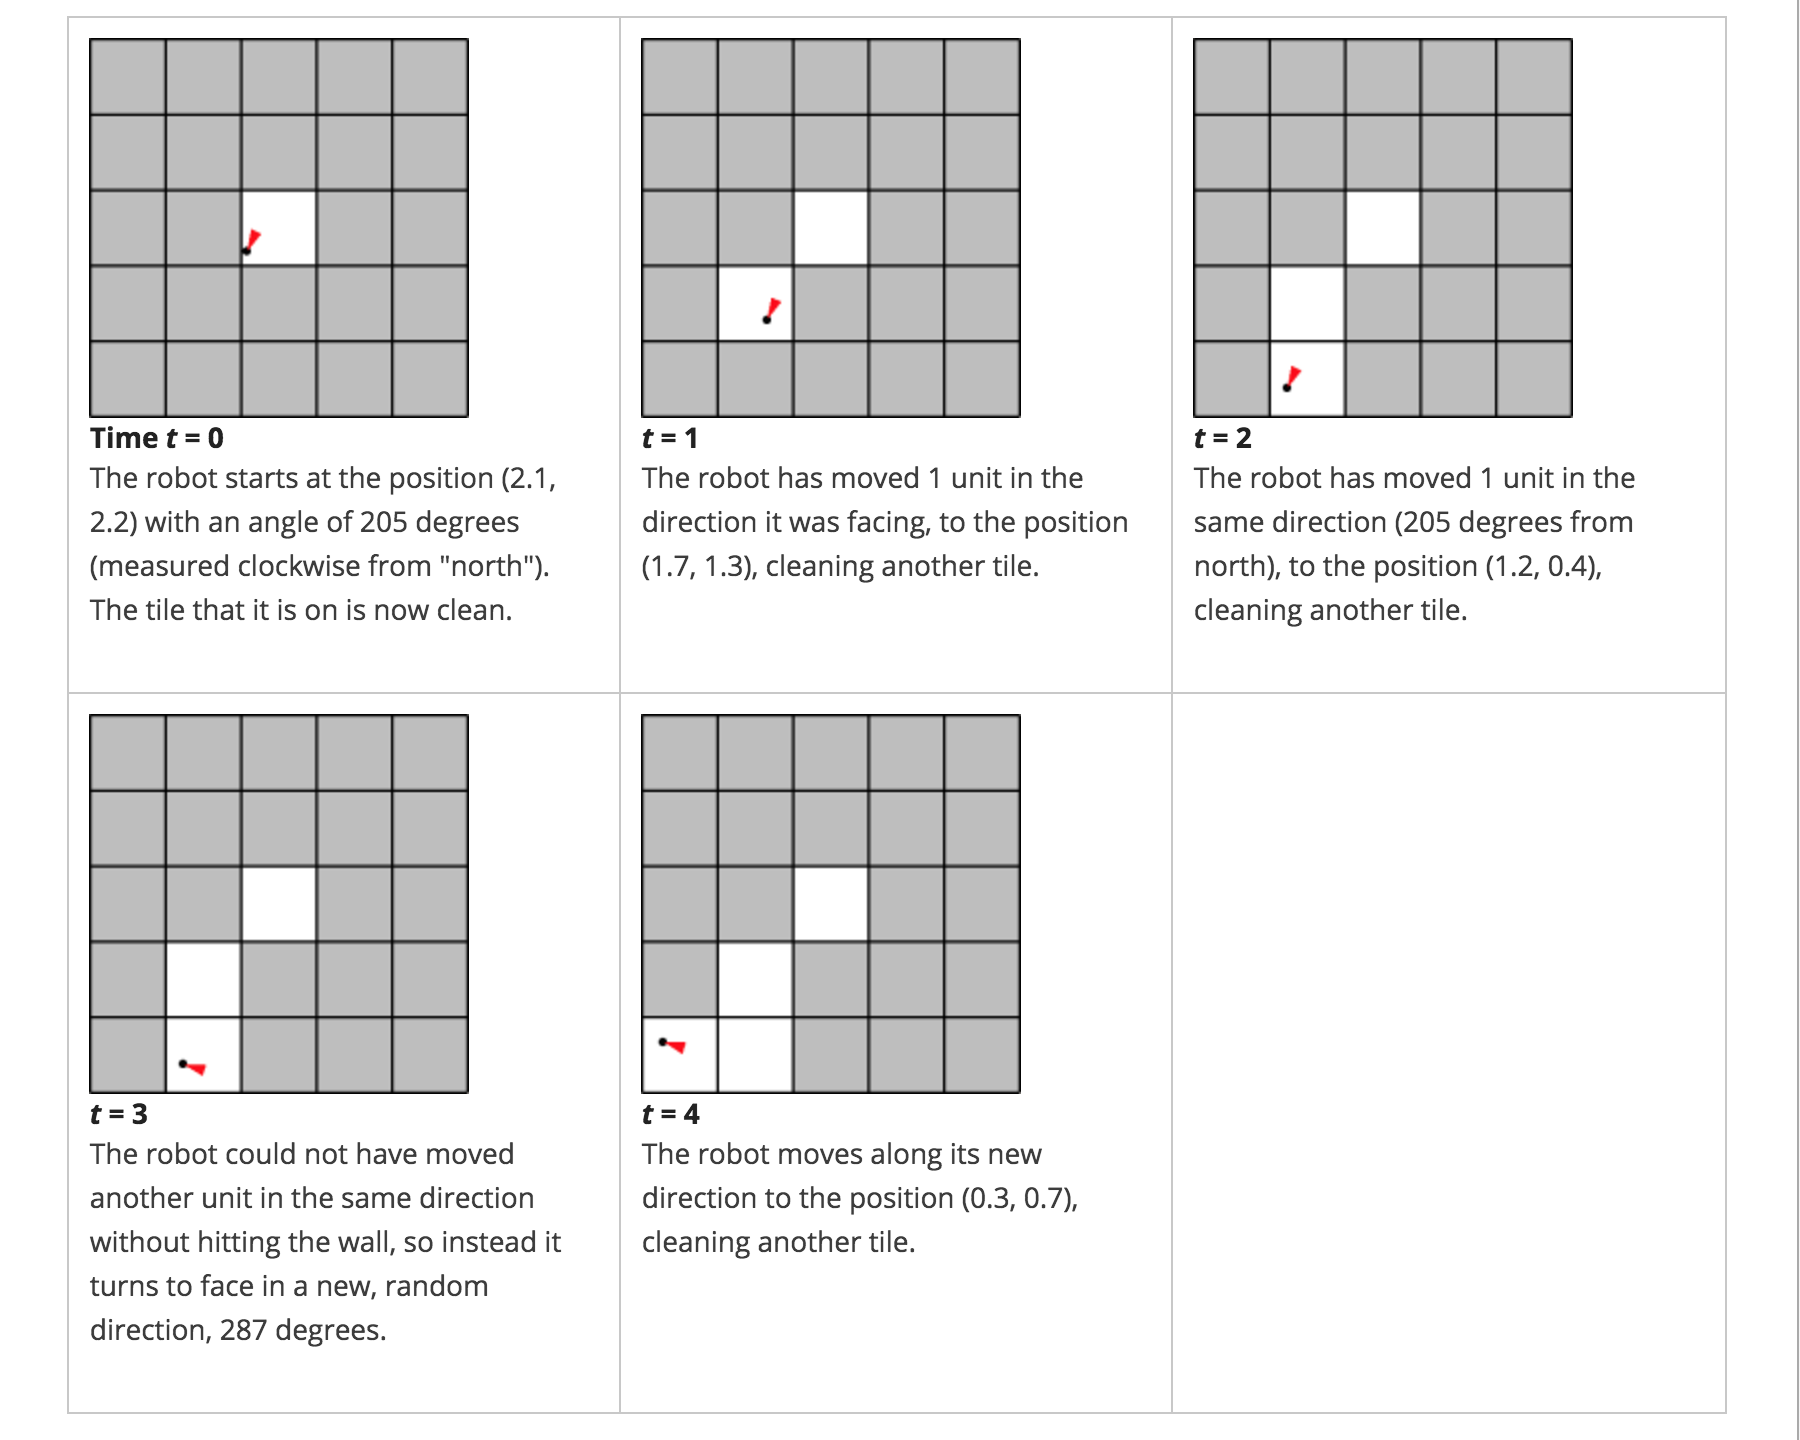 Time t = 0
The robot starts at the position (2.1,
2.2) with an angle of 205 degrees
(measured clockwise from "north").
The tile that it is on is now clean.
t = 1
The robot has moved 1 unit in the
direction it was facing, to the position
(1.7, 1.3), cleaning another tile.
t = 2
The robot has moved 1 unit in the
same direction (205 degrees from
north), to the position (1.2, 0.4),
cleaning another tile.
t = 3
The robot could not have moved
another unit in the same direction
without hitting the wall, so instead it
turns to face in a new, random
direction, 287 degrees.
t = 4
The robot moves along its new
direction to the position (0.3, 0.7),
cleaning another tile.